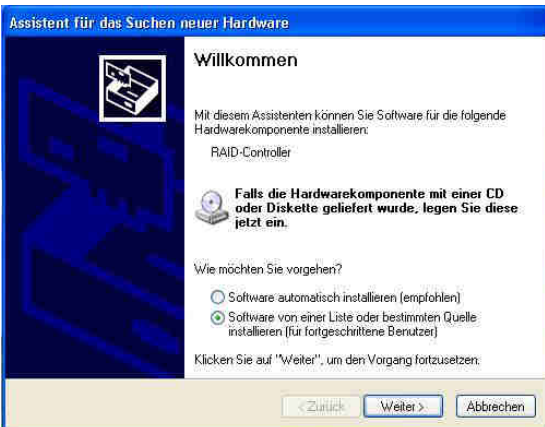 Assistent für das Suchen neuer Hardware
Willkommen
Mit diesem Assistenten können Sie Software für die folgende
Hardwarekomponente installieren:
RAID-Controller
Falls die Hardwarekomponente mit einer CD
oder Diskette geliefert wurde, legen Sie diese
jetzt ein.
Wie möchten Sie vorgehen?
Software automatisch installieren (empfohlen)
Software von einer Liste oder bestimmten Quelle
installieren (für fortgeschrittene Benutzer)
Klicken Sie auf "Weiter", um den Vorgang fortzusetzen.
< Zurück Weiter > Abbrechen